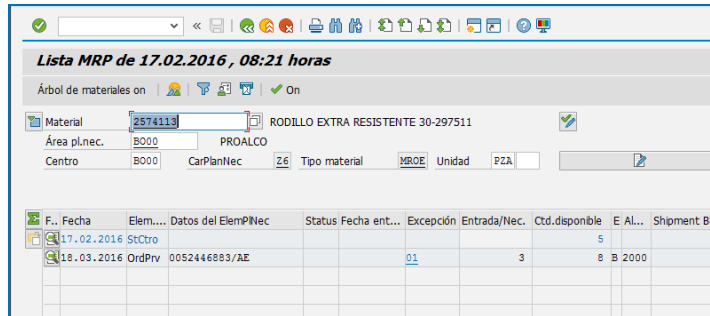 Lista MRP de 17.02.2016 , 08:21 horas
Árbol de materiales on On
Material 2574113 RODILLO EXTRA RESISTENTE 30-297511
Área pl.nec. BO00 PROALCO
Centro BO00 CarPlanNec Z6 Tipo material MROE Unidad PZA
F.. Fecha Elem.... Datos del ElemPlNec Status Fecha ent... Excepción Entrada/Nec. Ctd.disponible E Al... Shipment B
17.02.2016 StCtro 5
18.03.2016 OrdPrv 0052446883/AE 01 3 8 B 2000